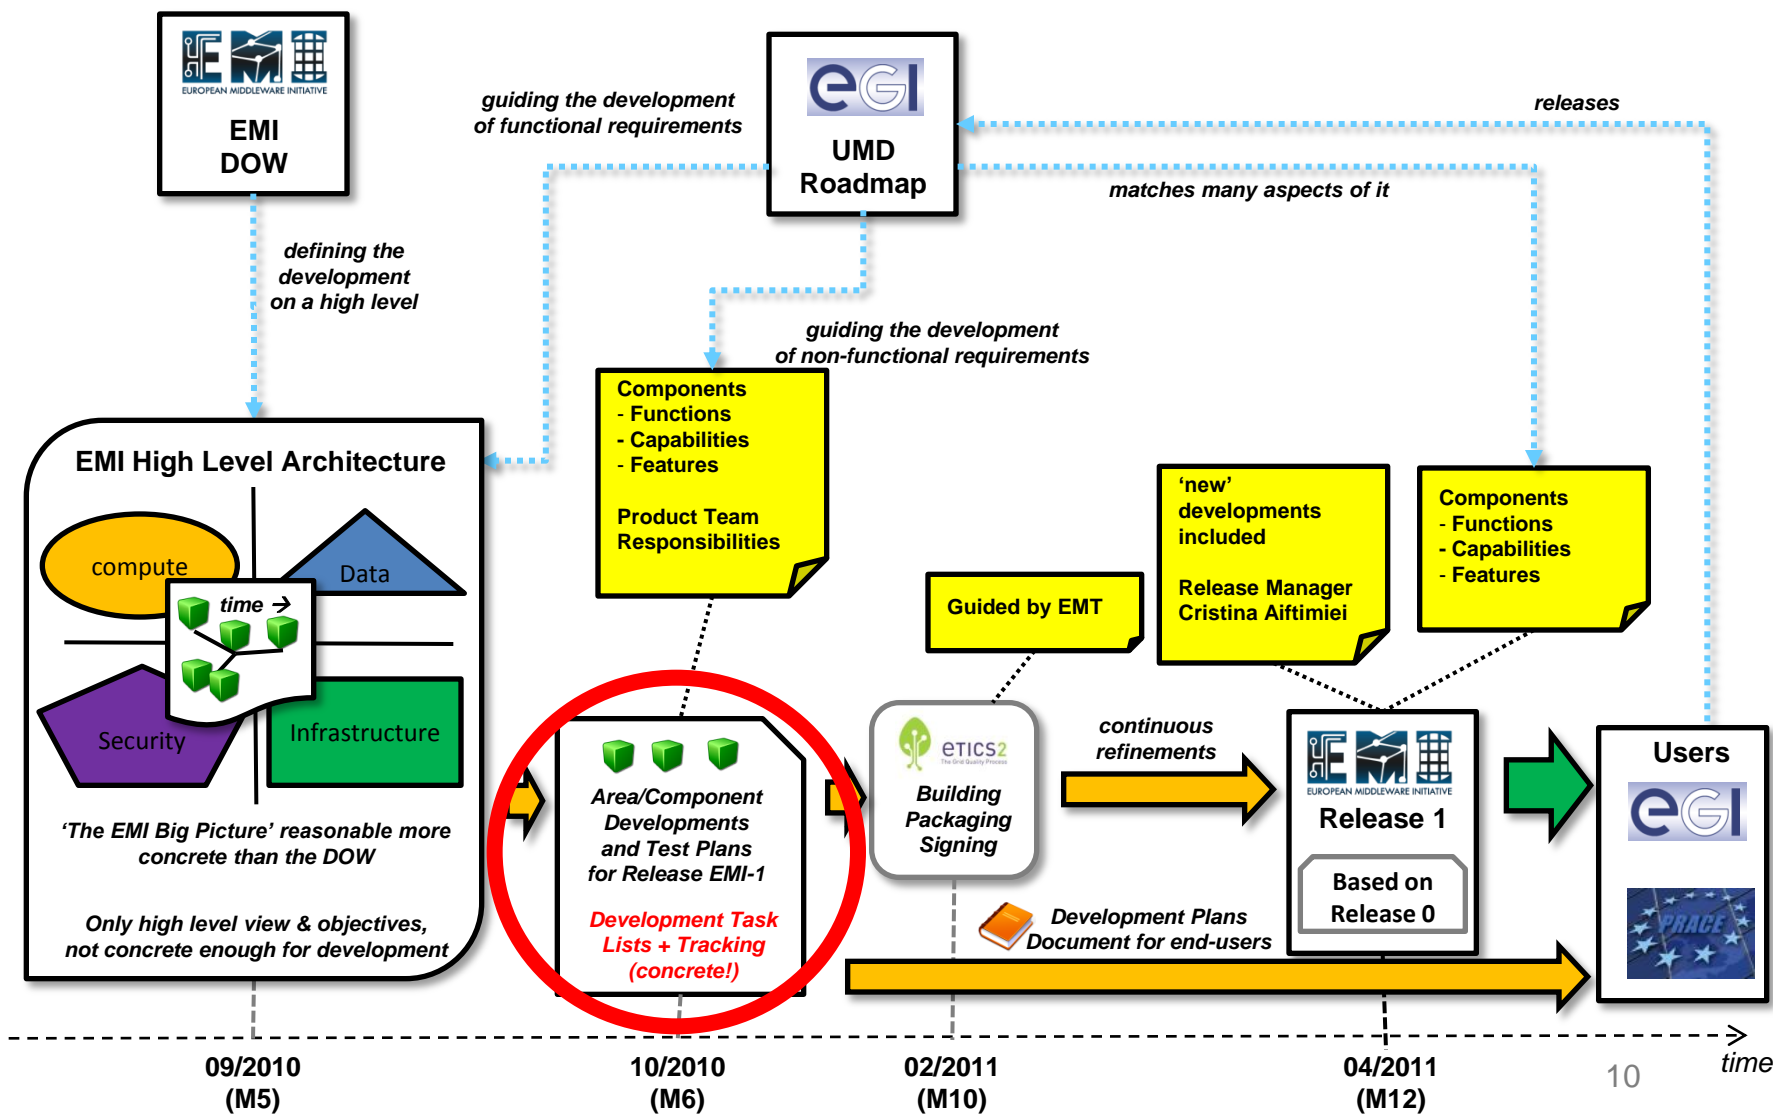 EMI
EUROPEAN MIDDLEWARE INITIATIVE
EMI
DOW
eGI
UMD
Roadmap
guiding the development
of functional requirements
releases
matches many aspects of it
defining the
development
on a high level
guiding the development
of non-functional requirements
Components
- Functions
- Capabilities
- Features
Product Team
Responsibilities
EMI High Level Architecture
compute
Data
time →
Security
Infrastructure
‘The EMI Big Picture’ reasonable more
concrete than the DOW
Only high level view & objectives,
not concrete enough for development
‘new’
developments
included
Release Manager
Cristina Aiftimiei
Components
- Functions
- Capabilities
- Features
Guided by EMT
Area/Component
Developments
and Test Plans
for Release EMI-1
Development Task
Lists + Tracking
(concrete!)
eTICS2
The Grid Quality Process
Building
Packaging
Signing
continuous
refinements
EMI
EUROPEAN MIDDLEWARE INITIATIVE
Release 1
Based on
Release 0
Development Plans
Document for end-users
Users
eGI
PRACE
09/2010
(M5)
10/2010
(M6)
02/2011
(M10)
04/2011
(M12)
10
time